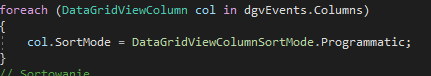 foreach (DataGridViewColumn col in dgvEvents.Columns)
{
col.SortMode = DataGridViewColumnSortMode.Programmatic;
}
// Sortowanie